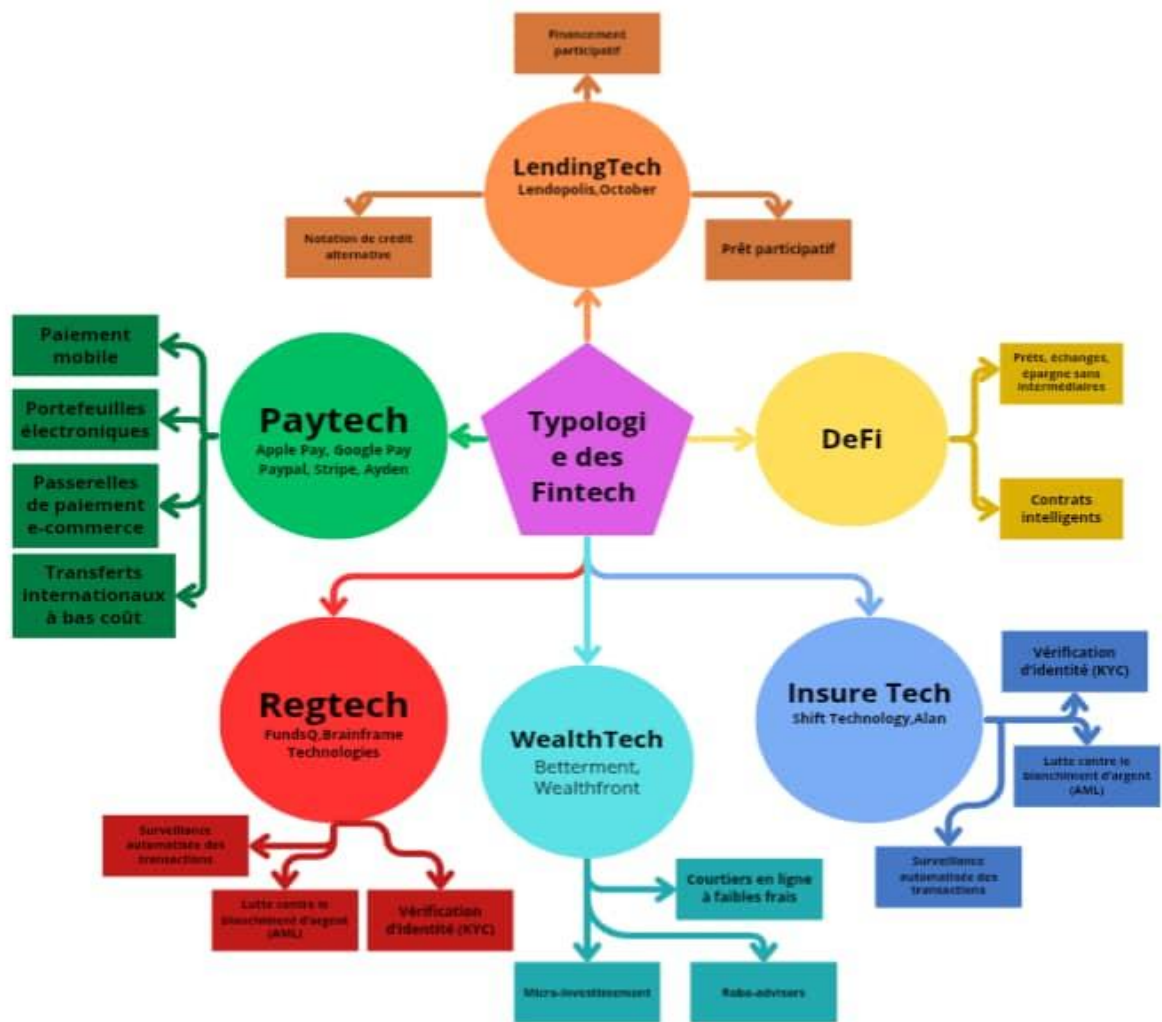 Financement
participatif
LendingTech
Lendopolis,October
Notation de crédit
alternative
Prêt participatif
Paiement
mobile
Portefeuilles
électroniques
Passerelles
de paiement
e-commerce
Transferts
internationaux
à bas coût
Paytech
Apple Pay, Google Pay
Paypal, Stripe, Ayden
Typologi
e des
Fintech
DeFi
Prêts, échanges,
épargne sans
intermédiaires
Contrats
intelligents
Regtech
FundsQ,Brainframe
Technologies
WealthTech
Betterment,
Wealthfront
Insure Tech
Shift Technology,Alan
Vérification
d'identité (KYC)
Lutte contre le
blanchiment d'argent
(AML)
Surveillance
automatisée des
transactions
Surveillance
automatisée des
transactions
Lutte contre le
blanchiment d'argent
(AML)
Vérification
d'identité (KYC)
Courtiers en ligne
à faibles frais
Micro-investissement
Robo-advisers